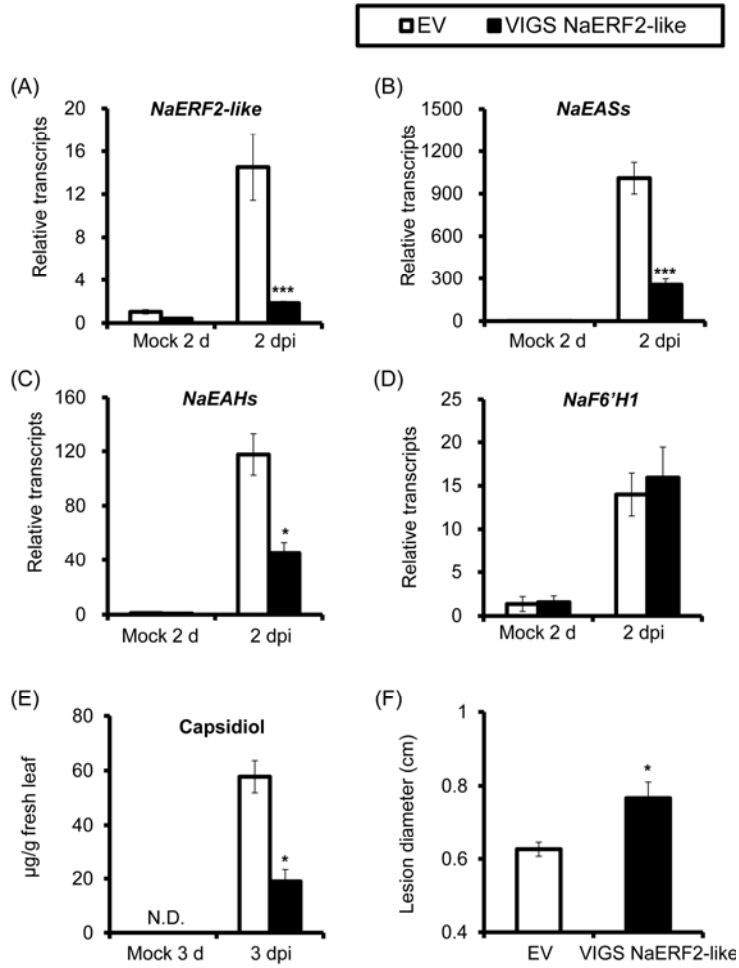 EV VIGS NaERF2-like
(A)
NaERF2-like
Relative transcripts
20
16
12
8
4
0
***
Mock 2 d 2 dpi
(B)
NaEASs
Relative transcripts
1500
1200
900
600
300
0
***
Mock 2 d 2 dpi
(C)
NaEAHs
Relative transcripts
160
120
80
40
0
*
Mock 2 d 2 dpi
(D)
NaF6'H1
Relative transcripts
25
20
15
10
5
0
Mock 2 d 2 dpi
(E)
Capsidiol
µg/g fresh leaf
80
60
40
20
0
N.D.
*
Mock 3 d 3 dpi
(F)
Lesion diameter (cm)
1
0.8
0.6
0.4
*
EV VIGS NaERF2-like